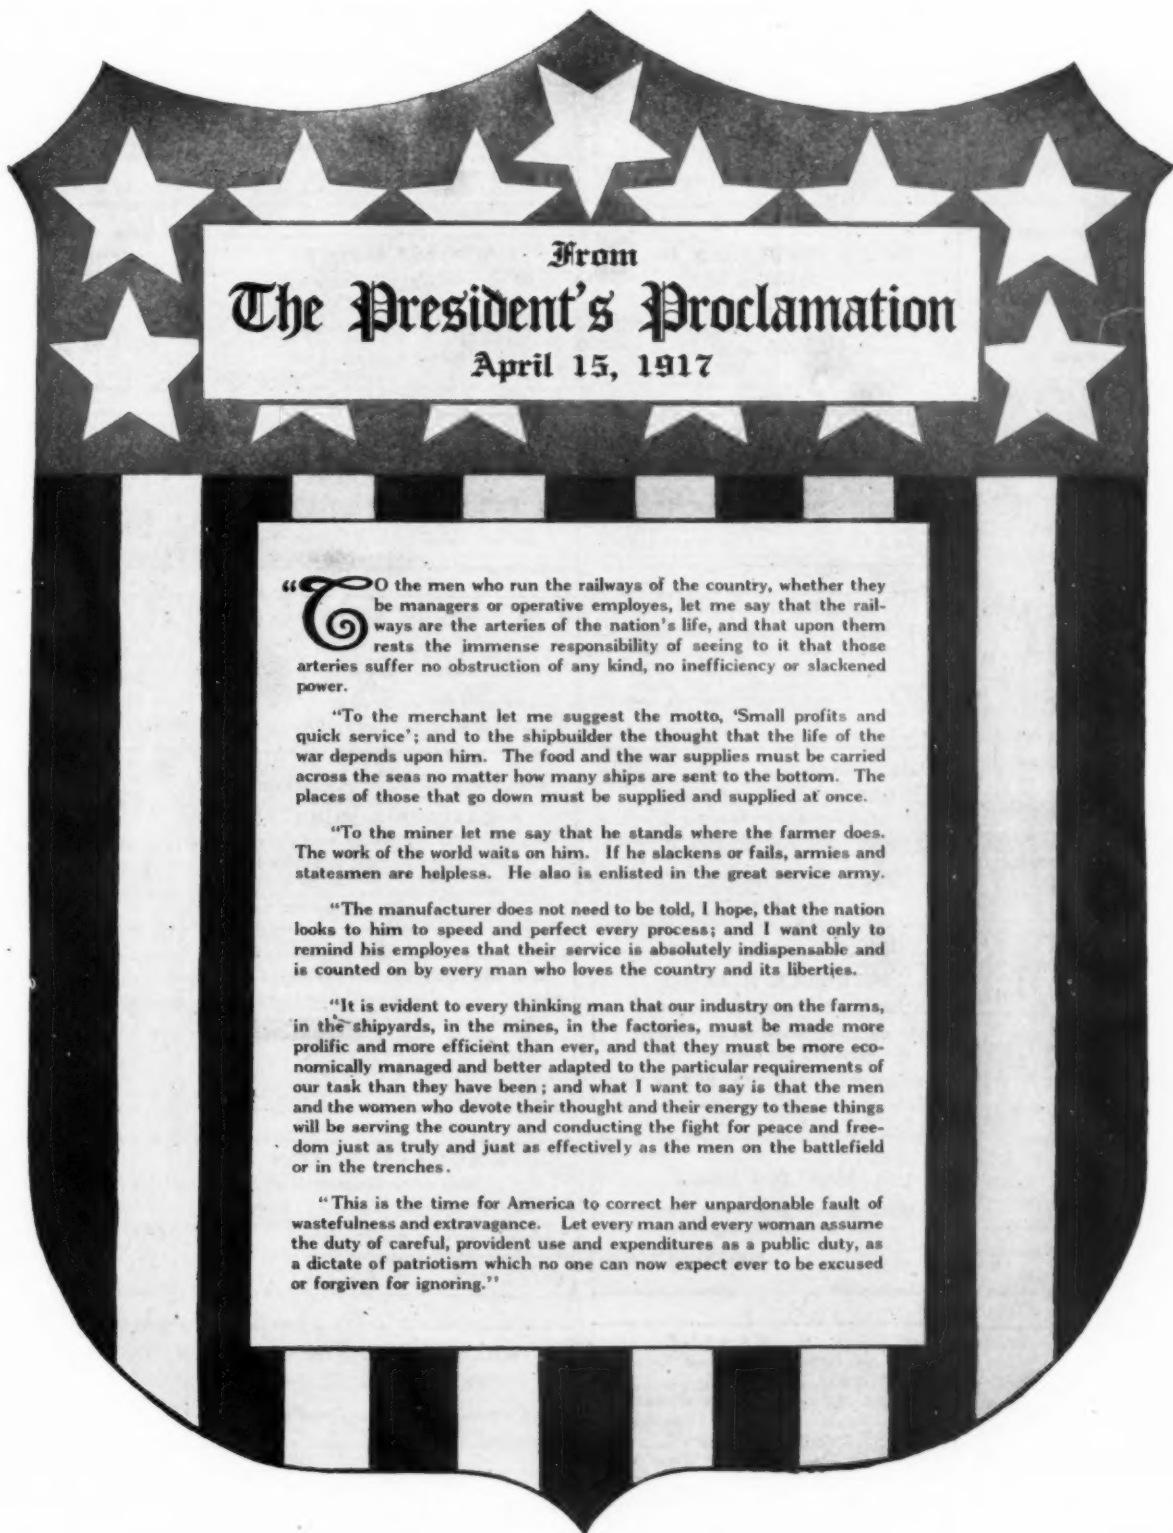 From
The President's Proclamation
April 15, 1917
“TO the men who run the railways of the country, whether they
be managers or operative employes, let me say that the rail-
ways are the arteries of the nation's life, and that upon them
rests the immense responsibility of seeing to it that those
arteries suffer no obstruction of any kind, no inefficiency or slackened
power.
“To the merchant let me suggest the motto, ‘Small profits and
quick service’; and to the shipbuilder the thought that the life of the
war depends upon him. The food and the war supplies must be carried
across the seas no matter how many ships are sent to the bottom. The
places of those that go down must be supplied and supplied at once.
“To the miner let me say that he stands where the farmer does.
The work of the world waits on him. If he slackens or fails, armies and
statesmen are helpless. He also is enlisted in the great service army.
“The manufacturer does not need to be told, I hope, that the nation
looks to him to speed and perfect every process; and I want only to
remind his employes that their service is absolutely indispensable and
is counted on by every man who loves the country and its liberties.
“It is evident to every thinking man that our industry on the farms,
in the shipyards, in the mines, in the factories, must be made more
prolific and more efficient than ever, and that they must be more eco-
nomically managed and better adapted to the particular requirements of
our task than they have been; and what I want to say is that the men
and the women who devote their thought and their energy to these things
will be serving the country and conducting the fight for peace and free-
dom just as truly and just as effectively as the men on the battlefield
or in the trenches.
“This is the time for America to correct her unpardonable fault of
wastefulness and extravagance. Let every man and every woman assume
the duty of careful, provident use and expenditures as a public duty, as
a dictate of patriotism which no one can now expect ever to be excused
or forgiven for ignoring.”